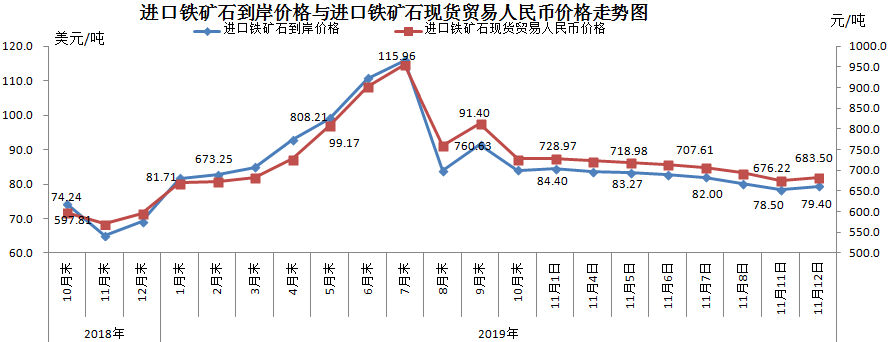 进口铁矿石到岸价格与进口铁矿石现货贸易人民币价格走势图
美元/吨
进口铁矿石到岸价格
进口铁矿石现货贸易人民币价格
元/吨
120.0
110.0
100.0
90.0
80.0
70.0
60.0
1000.0
950.0
900.0
850.0
800.0
750.0
700.0
650.0
600.0
550.0
500.0
74.24
597.81
81.71
673.25
808.21
99.17
115.96
760.63
91.40
728.97
84.40
718.98
83.27
707.61
82.00
676.22
78.50
683.50
79.40
10月末
11月末
12月末
1月末
2月末
3月末
4月末
5月末
6月末
7月末
8月末
9月末
10月末
11月1日
11月4日
11月5日
11月6日
11月7日
11月8日
11月11日
11月12日
2018年
2019年